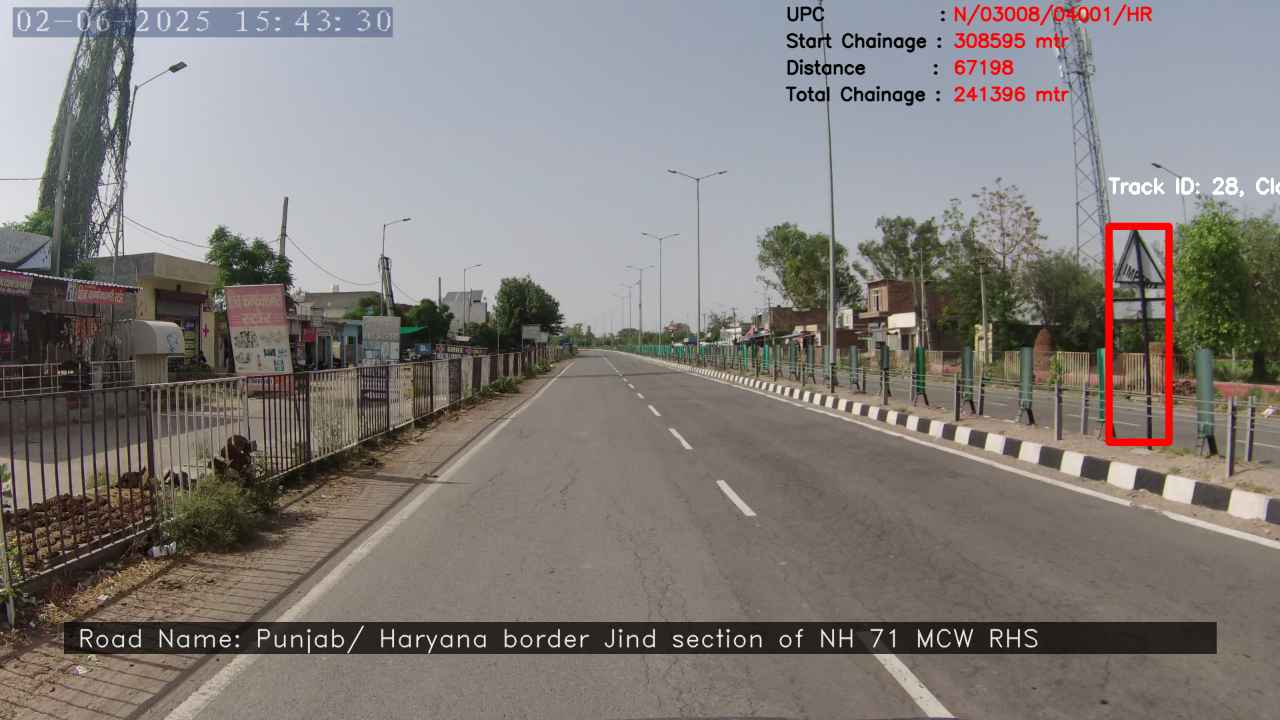 02-06-2025 15:43:30
UPC : N/03008/04001/HR
Start Chainage : 308595 mtr
Distance : 67198
Total Chainage : 241396 mtr
Track ID: 28, Cla
Road Name: Punjab/ Haryana border Jind section of NH 71 MCW RHS